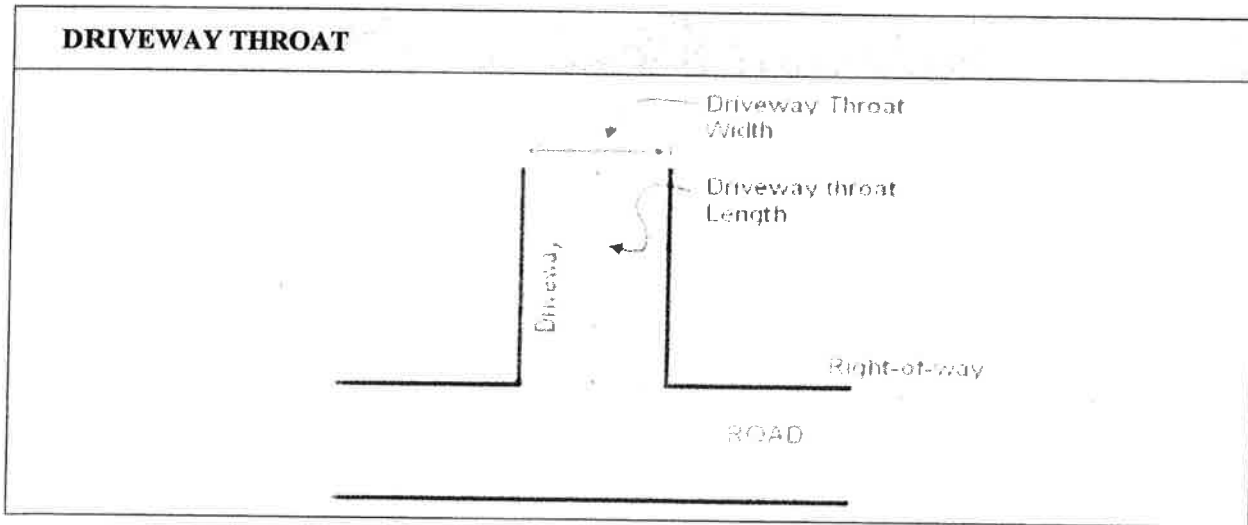 DRIVEWAY THROAT
Driveway Throat
Width
Driveway throat
Length
Driveway
Right-of-way
ROAD